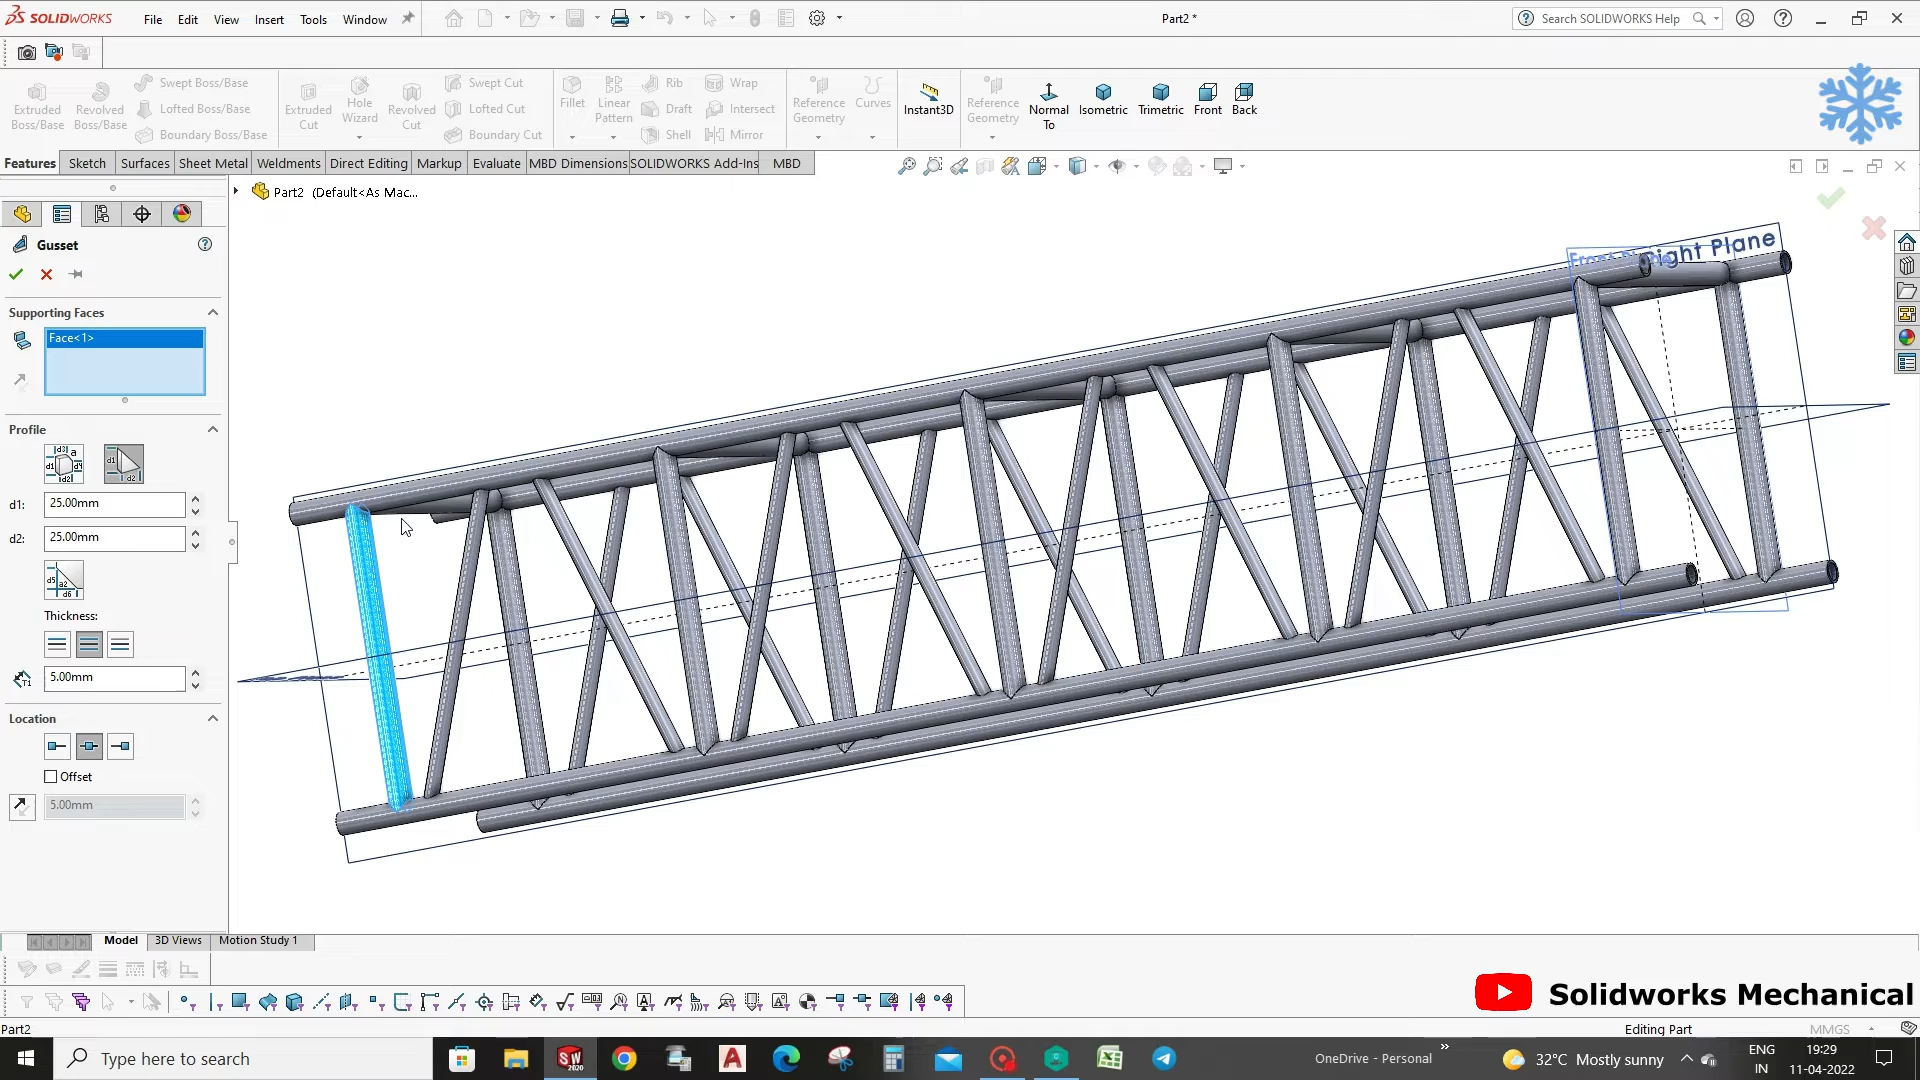 SOLIDWORKS
File Edit View Insert Tools Window
Part2 *
Search SOLIDWORKS Help
Extruded Boss/Base
Revolved Boss/Base
Swept Boss/Base
Lofted Boss/Base
Boundary Boss/Base
Extruded Cut
Hole Wizard
Revolved Cut
Swept Cut
Lofted Cut
Boundary Cut
Fillet
Linear Pattern
Rib
Draft
Shell
Wrap
Intersect
Mirror
Reference Geometry
Curves
Instant3D
Reference Geometry
Normal To
Isometric
Trimetric
Front
Back
Features Sketch Surfaces Sheet Metal Weldments Direct Editing Markup Evaluate MBD Dimensions SOLIDWORKS Add-Ins MBD
Part2 (Default<As Mac...
Gusset
Supporting Faces
Face<1>
Profile
d1: 25.00mm
d2: 25.00mm
Thickness:
5.00mm
Location
Offset
5.00mm
Right Plane
Model 3D Views Motion Study 1
Solidworks Mechanical
Part2
Editing Part
MMGS
Type here to search
SW
2020
OneDrive - Personal
32°C Mostly sunny
ENG
IN
19:29
11-04-2022